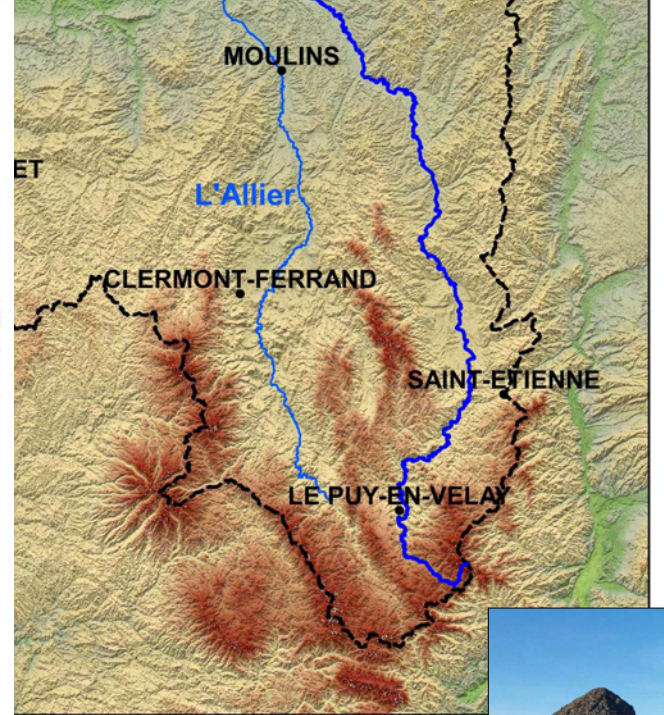 MOULINS
ET
L'Allier
CLERMONT-FERRAND
SAINT-ETIENNE
LE PUY-EN-VELAY